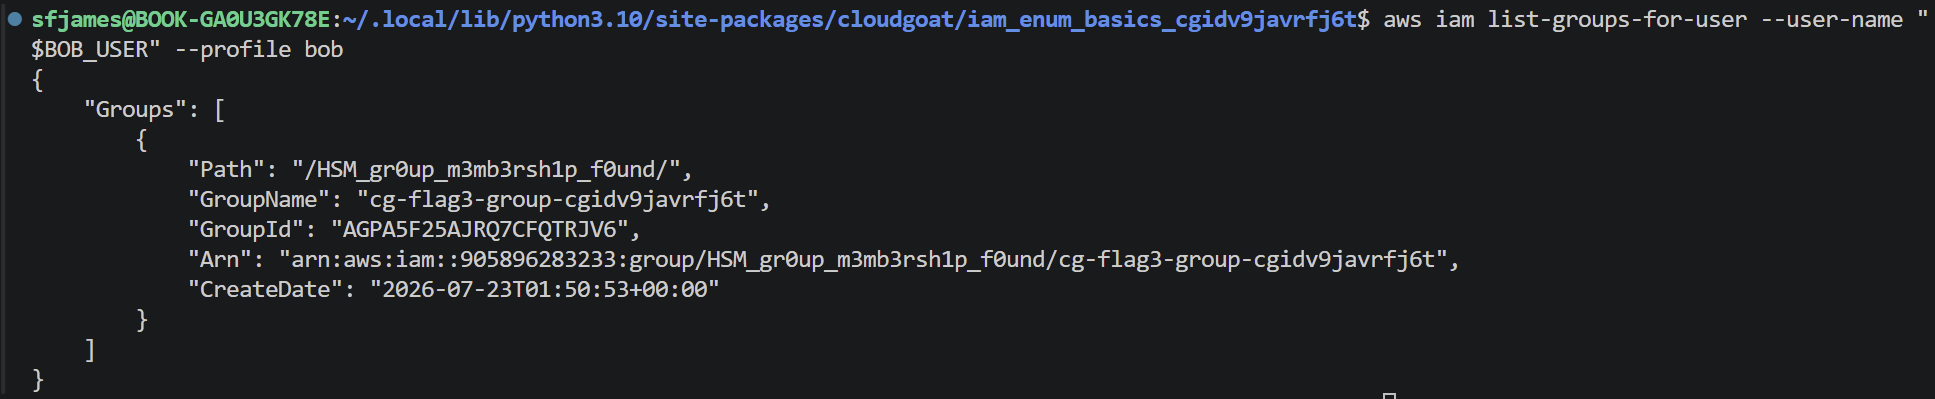 sfjames@BOOK-GA0U3GK78E:~/.local/lib/python3.10/site-packages/cloudgoat/iam_enum_basics_cgidv9javrfj6t$ aws iam list-groups-for-user --user-name "
$BOB_USER" --profile bob
{
    "Groups": [
        {
            "Path": "/HSM_gr0up_m3mb3rsh1p_f0und/",
            "GroupName": "cg-flag3-group-cgidv9javrfj6t",
            "GroupId": "AGPA5F25AJRQ7CFQTRJV6",
            "Arn": "arn:aws:iam::905896283233:group/HSM_gr0up_m3mb3rsh1p_f0und/cg-flag3-group-cgidv9javrfj6t",
            "CreateDate": "2026-07-23T01:50:53+00:00"
        }
    ]
}